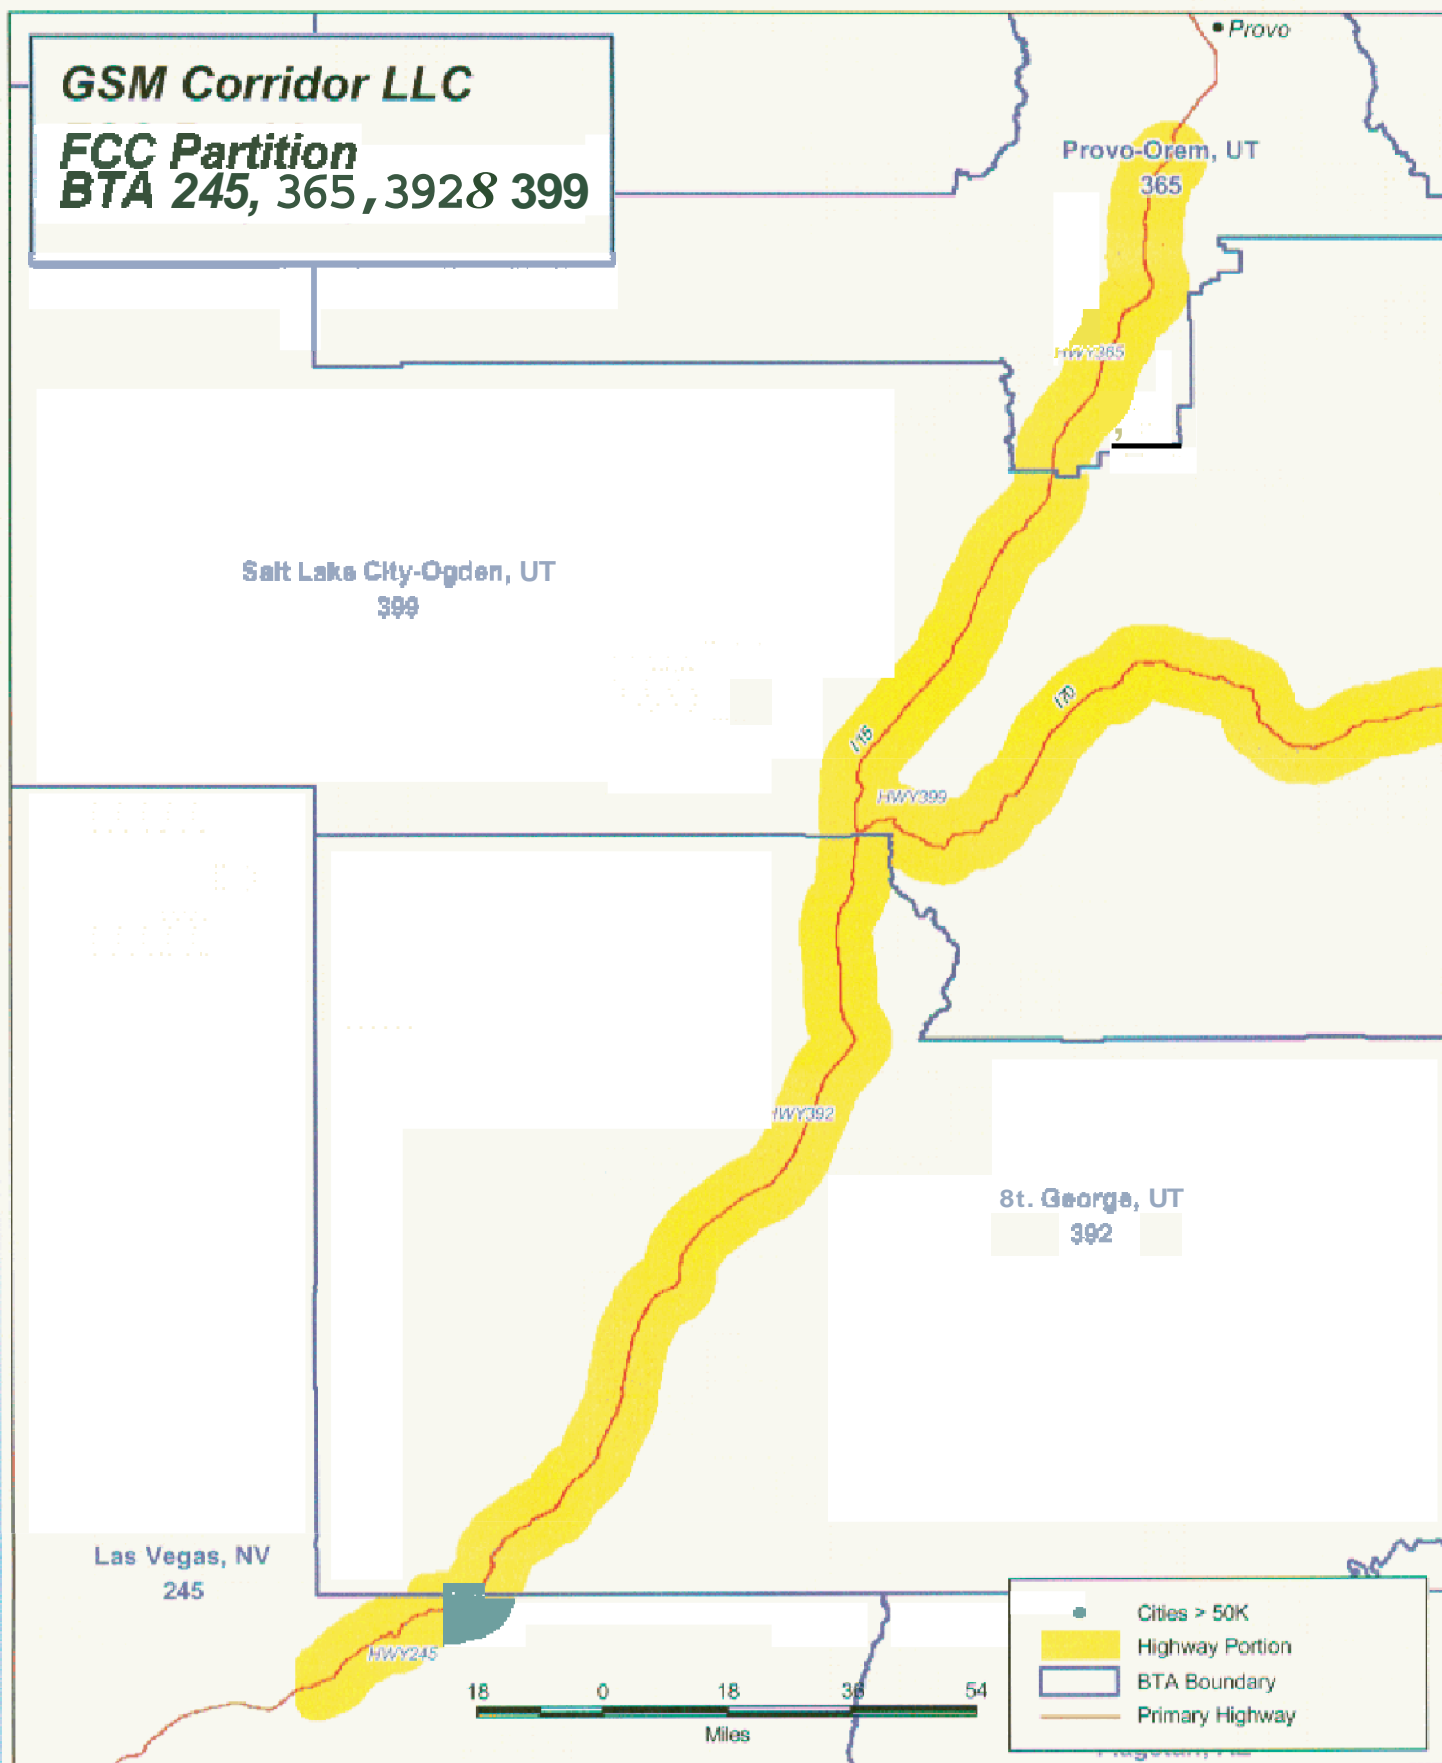 GSM Corridor LLC
FCC Partition
BTA 245, 365, 3928 399
Provo
Provo-Orem, UT
365
HWY365
Salt Lake City-Ogden, UT
399
I70
I15
HWY399
HWY392
St. George, UT
392
Las Vegas, NV
245
HWY245
18 0 18 36 54
Miles
Cities > 50K
Highway Portion
BTA Boundary
Primary Highway